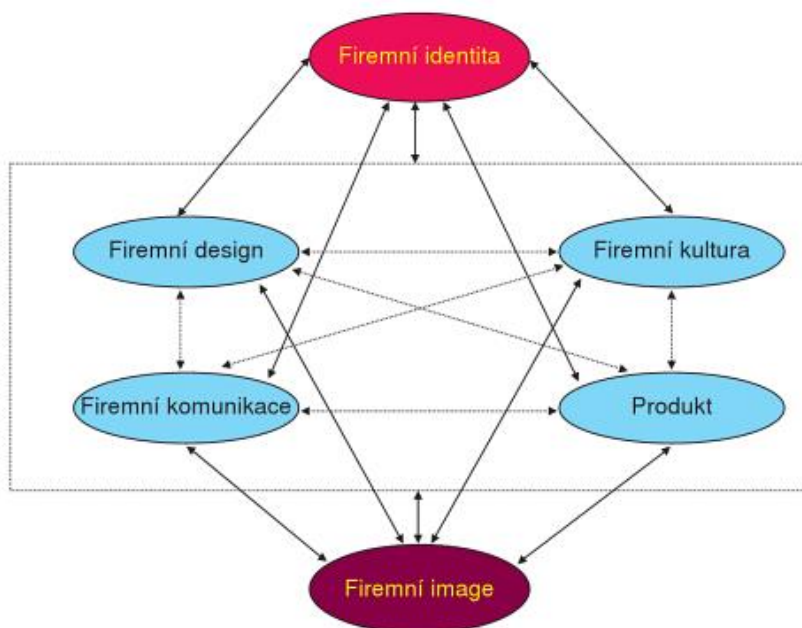 Firemní identita
Firemní design
Firemní kultura
Firemní komunikace
Produkt
Firemní image